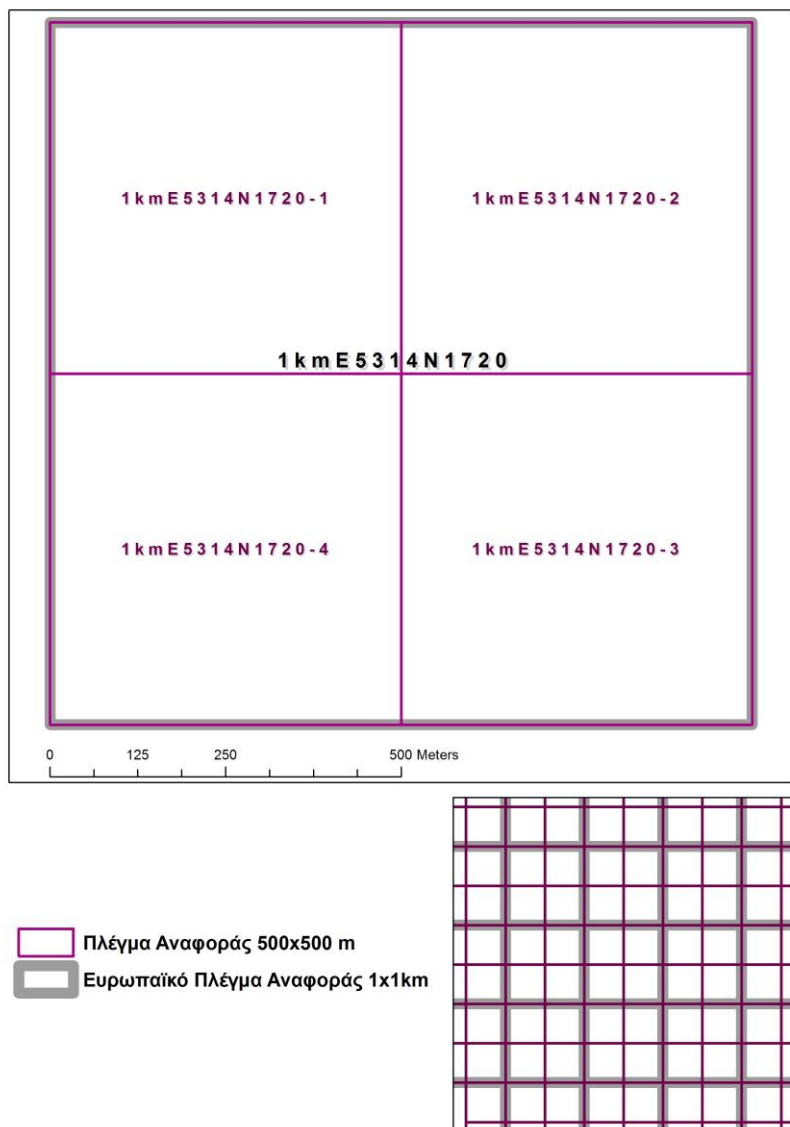 1kmE5314N1720-1
1kmE5314N1720-2
1kmE5314N1720
1kmE5314N1720-4
1kmE5314N1720-3
0 125 250 500 Meters
Πλέγμα Αναφοράς 500x500 m
Ευρωπαϊκό Πλέγμα Αναφοράς 1x1km